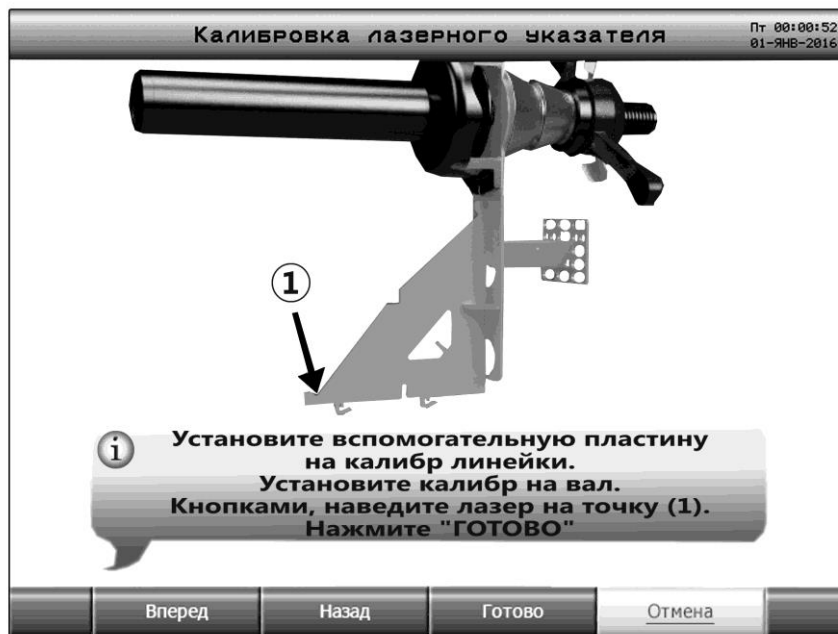 Калибровка лазерного указателя
Пт 00:00:52
01-ЯНВ-2016
1
Установите вспомогательную пластину
на калибр линейки.
Установите калибр на вал.
Кнопками, наведите лазер на точку (1).
Нажмите "ГОТОВО"
Вперед
Назад
Готово
Отмена